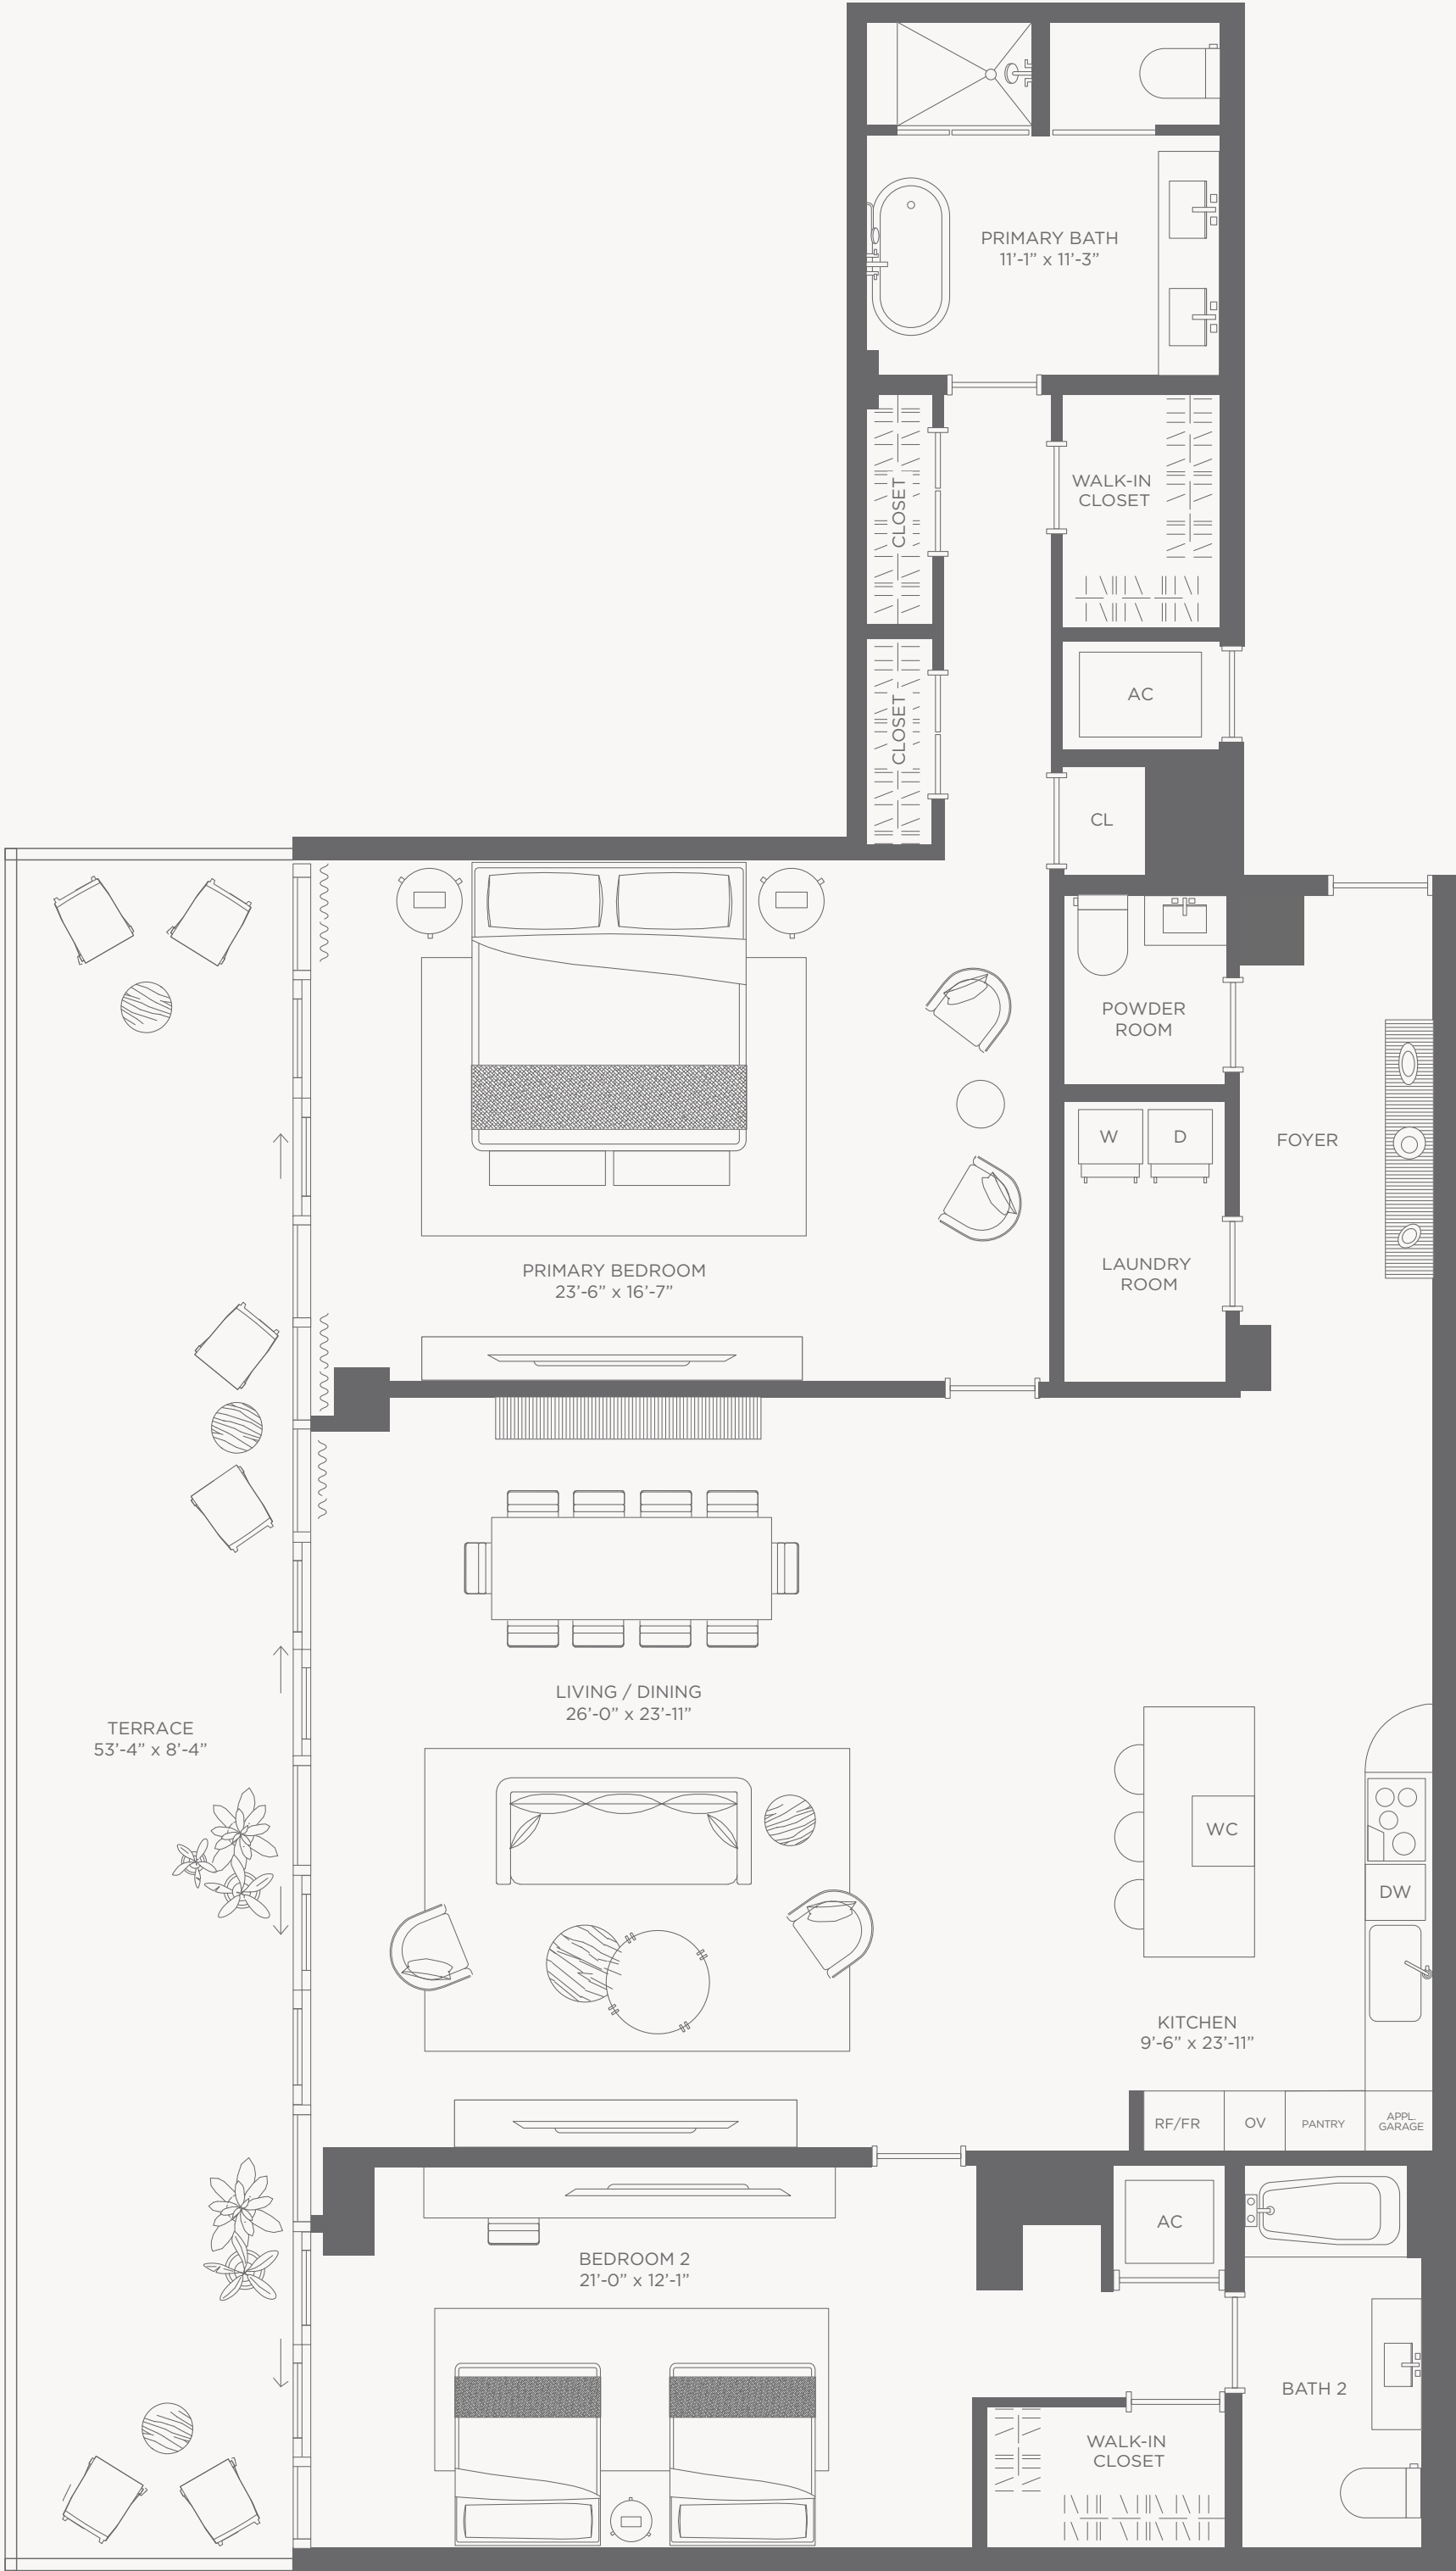 PRIMARY BATH
11’-1” x 11’-3”
CLOSET
WALK-IN
CLOSET
CLOSET
AC
CL
POWDER
ROOM
W
D
FOYER
LAUNDRY
ROOM
PRIMARY BEDROOM
23’-6” x 16’-7”
LIVING / DINING
26’-0” x 23’-11”
TERRACE
53’-4” x 8’-4”
WC
DW
KITCHEN
9’-6” x 23’-11”
RF/FR
OV
PANTRY
APPL.
GARAGE
AC
BEDROOM 2
21’-0” x 12’-1”
BATH 2
WALK-IN
CLOSET